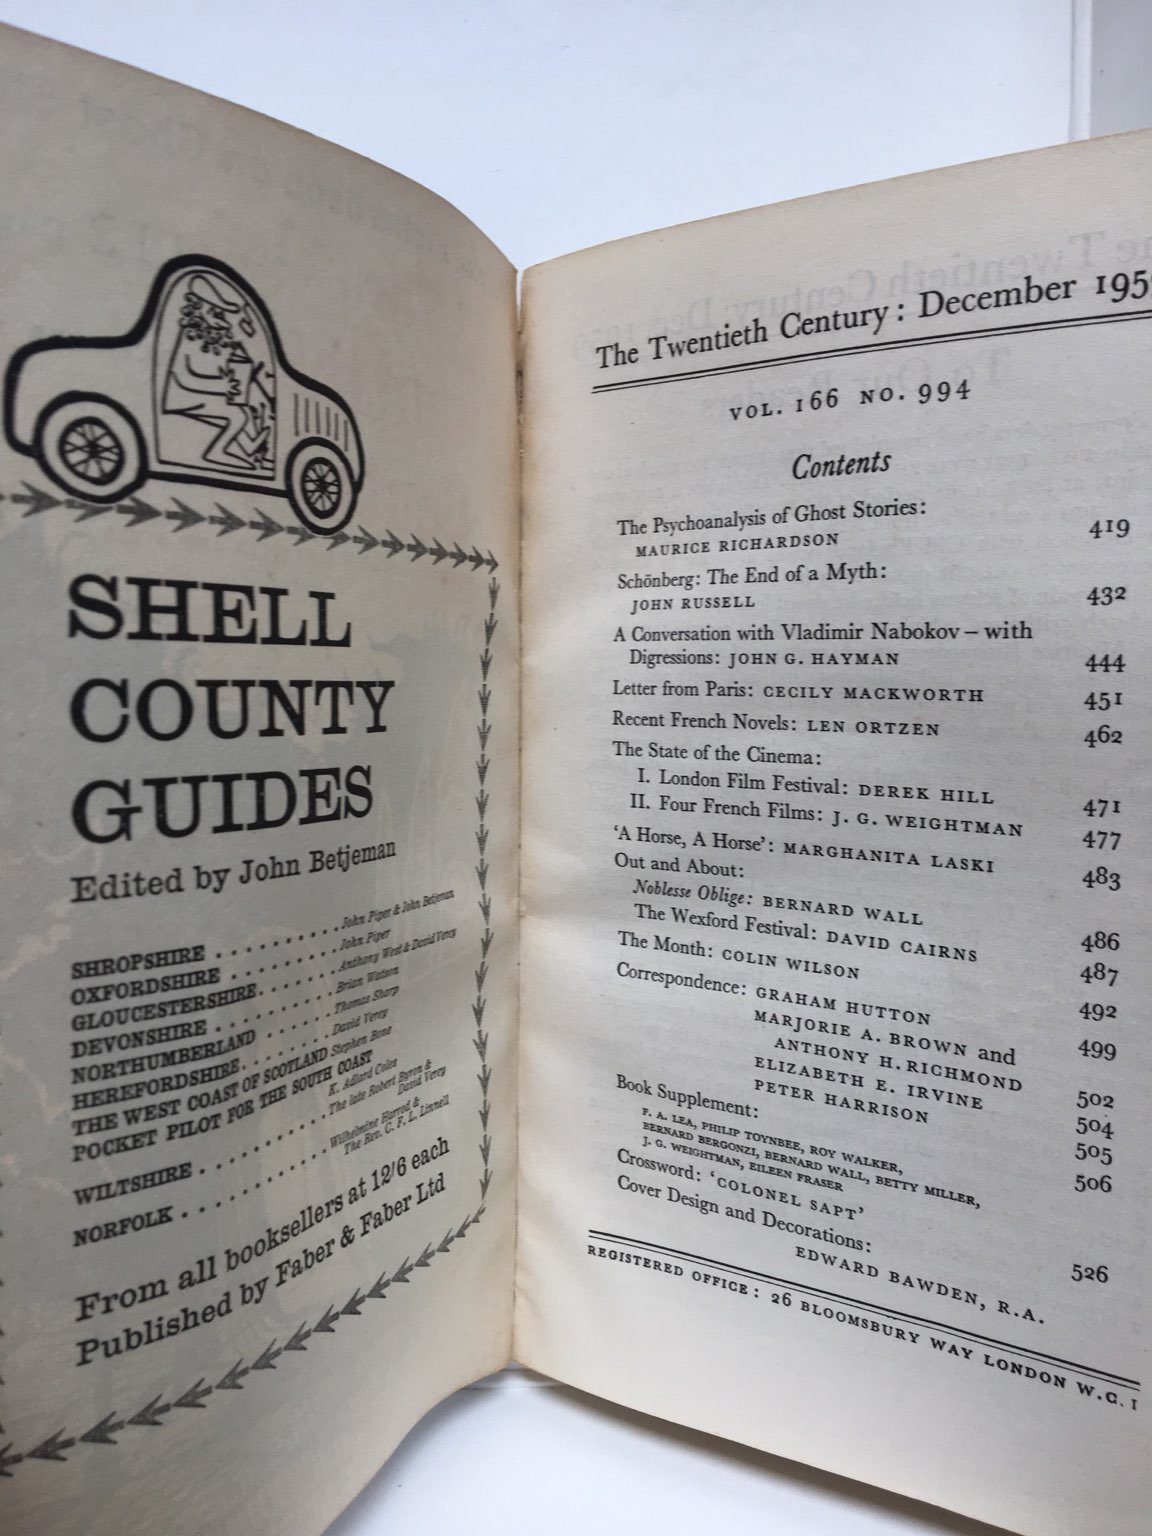 SHELL
COUNTY
GUIDES
Edited by John Betjeman
SHROPSHIRE . . . . . . . . . . John Piper & John Betjeman
OXFORDSHIRE . . . . . . . . . John Piper
GLOUCESTERSHIRE . . . . . . Anthony West & David Verey
DEVONSHIRE . . . . . . . . . . Brian Watson
NORTHUMBERLAND . . . . . . Thomas Sharp
HEREFORDSHIRE . . . . . . . . David Verey
THE WEST COAST OF SCOTLAND Stephen Bone
POCKET PILOT FOR THE SOUTH COAST
K. Adlard Coles
WILTSHIRE . . . . . . . . . . . The late Robert Byron &
David Verey
NORFOLK . . . . . . . . . . . . Wilhelmine Harrod &
The Rev. C. F. L. Linnell
From all booksellers at 12/6 each
Published by Faber & Faber Ltd
The Twentieth Century: December 195
VOL. 166 NO. 994
Contents
The Psychoanalysis of Ghost Stories:
MAURICE RICHARDSON 419
Schönberg: The End of a Myth:
JOHN RUSSELL 432
A Conversation with Vladimir Nabokov – with
Digressions: JOHN G. HAYMAN 444
Letter from Paris: CECILY MACKWORTH 451
Recent French Novels: LEN ORTZEN 462
The State of the Cinema:
I. London Film Festival: DEREK HILL 471
II. Four French Films: J. G. WEIGHTMAN 477
'A Horse, A Horse': MARGHANITA LASKI 483
Out and About:
Noblesse Oblige: BERNARD WALL 486
The Wexford Festival: DAVID CAIRNS 487
The Month: COLIN WILSON 492
Correspondence: GRAHAM HUTTON 499
MARJORIE A. BROWN and
ANTHONY H. RICHMOND 502
ELIZABETH E. IRVINE 504
PETER HARRISON 505
Book Supplement: 506
F. A. LEA, PHILIP TOYNBEE, ROY WALKER,
BERNARD BERGONZI, BERNARD WALL, BETTY MILLER,
J. G. WEIGHTMAN, EILEEN FRASER
Crossword: 'COLONEL SAPT' 526
Cover Design and Decorations:
EDWARD BAWDEN, R.A.
REGISTERED OFFICE: 26 BLOOMSBURY WAY LONDON W.C.1